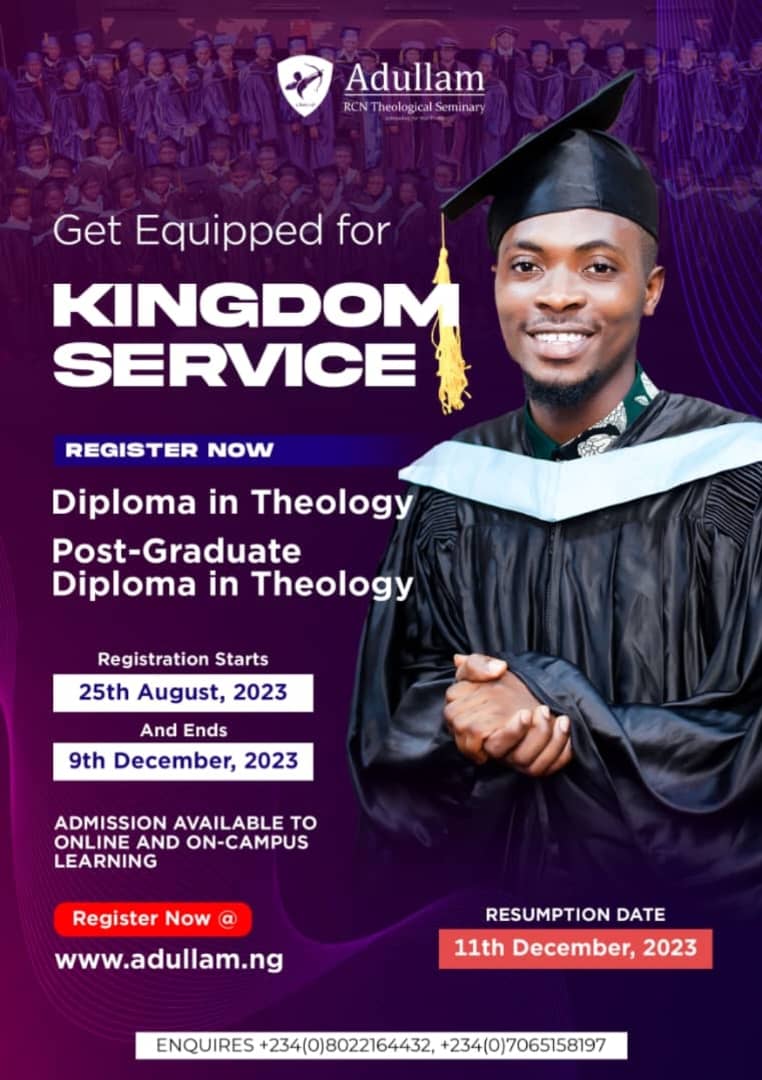 Adullam
RCN Theological Seminary
Get Equipped for
KINGDOM
SERVICE
REGISTER NOW
Diploma in Theology
Post-Graduate
Diploma in Theology
Registration Starts
25th August, 2023
And Ends
9th December, 2023
ADMISSION AVAILABLE TO
ONLINE AND ON-CAMPUS
LEARNING
Register Now @
www.adullam.ng
RESUMPTION DATE
11th December, 2023
ENQUIRES +234(0)8022164432, +234(0)7065158197